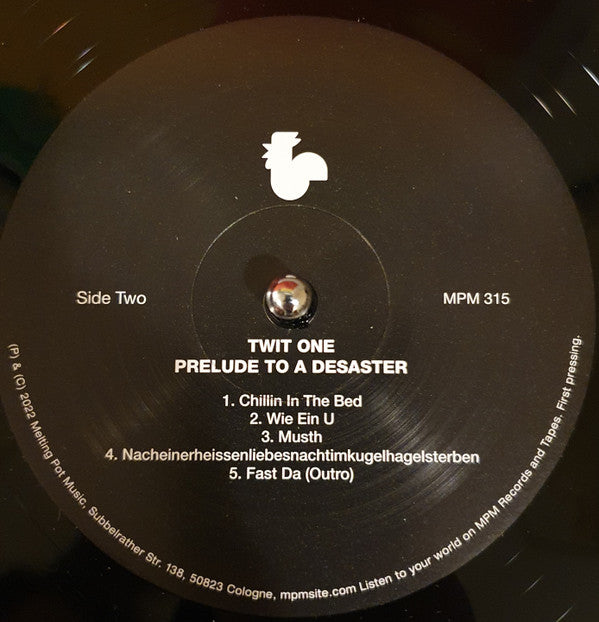 Side Two
MPM 315
TWIT ONE
PRELUDE TO A DESASTER
1. Chillin In The Bed
2. Wie Ein U
3. Musth
4. Nacheinerheissenliebesnachtimkugelhagelsterben
5. Fast Da (Outro)
(P) & (C) 2022 Melting Pot Music, Subbelrather Str. 138, 50823 Cologne, mpmsite.com Listen to your world on MPM Records and Tapes. First pressing.